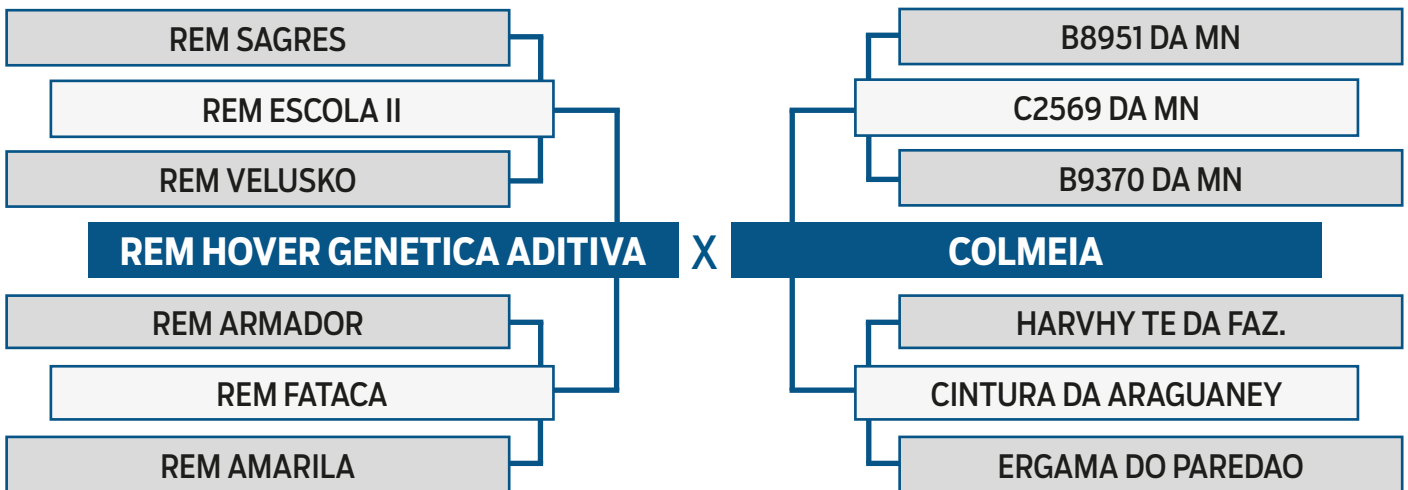 REM SAGRES
REM ESCOLA II
REM VELUSKO
REM HOVER GENETICA ADITIVA
X
COLMEIA
REM ARMADOR
REM FATACA
REM AMARILA
B8951 DA MN
C2569 DA MN
B9370 DA MN
HARVHY TE DA FAZ.
CINTURA DA ARAGUANEY
ERGAMA DO PAREDAO